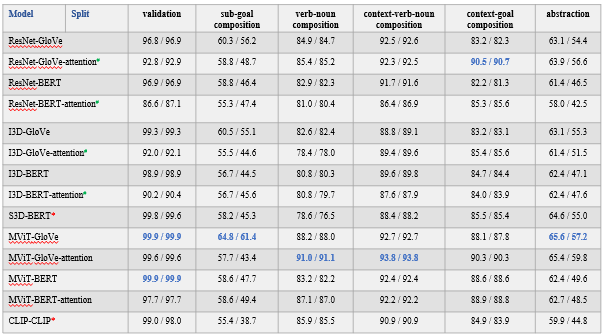 Model Split validation sub-goal composition verb-noun composition context-verb-noun composition context-goal composition abstraction
ResNet-GloVe 96.8 / 96.9 60.3 / 56.2 84.9 / 84.7 92.5 / 92.6 83.2 / 82.3 63.1 / 54.4
ResNet-GloVe-attention* 92.8 / 92.9 58.8 / 48.7 85.4 / 85.2 92.3 / 92.5 90.5 / 90.7 63.9 / 56.6
ResNet-BERT 96.9 / 96.9 58.8 / 46.4 82.9 / 82.3 91.7 / 91.6 82.2 / 81.3 61.4 / 46.5
ResNet-BERT-attention* 86.6 / 87.1 55.3 / 47.4 81.0 / 80.4 86.4 / 86.9 85.3 / 85.6 58.0 / 42.5
I3D-GloVe 99.3 / 99.3 60.5 / 55.1 82.6 / 82.4 88.8 / 89.1 83.2 / 83.1 63.1 / 55.3
I3D-GloVe-attention* 92.0 / 92.1 55.5 / 44.6 78.4 / 78.0 89.4 / 89.6 85.4 / 85.6 61.4 / 51.5
I3D-BERT 98.9 / 98.9 56.7 / 44.5 80.8 / 80.3 89.6 / 89.8 84.7 / 84.4 62.4 / 47.1
I3D-BERT-attention* 90.2 / 90.4 56.7 / 45.6 80.8 / 79.7 87.6 / 87.9 84.0 / 83.9 62.4 / 47.6
S3D-BERT* 99.8 / 99.6 58.2 / 45.3 78.6 / 76.5 88.4 / 88.2 85.5 / 85.4 64.6 / 55.0
MViT-GloVe 99.9 / 99.9 64.8 / 61.4 88.2 / 88.0 92.7 / 92.7 88.1 / 87.8 65.6 / 57.2
MViT-GloVe-attention 99.6 / 99.6 57.7 / 43.4 91.0 / 91.1 93.8 / 93.8 90.3 / 90.3 65.4 / 59.8
MViT-BERT 99.9 / 99.9 58.6 / 47.7 83.2 / 82.2 92.4 / 92.4 88.6 / 88.6 62.4 / 49.6
MViT-BERT-attention 97.7 / 97.7 58.6 / 49.4 87.1 / 87.0 92.2 / 92.2 88.9 / 88.8 62.7 / 48.5
CLIP-CLIP* 99.0 / 98.0 55.4 / 38.7 85.9 / 85.5 90.9 / 90.9 84.9 / 83.9 59.9 / 44.8